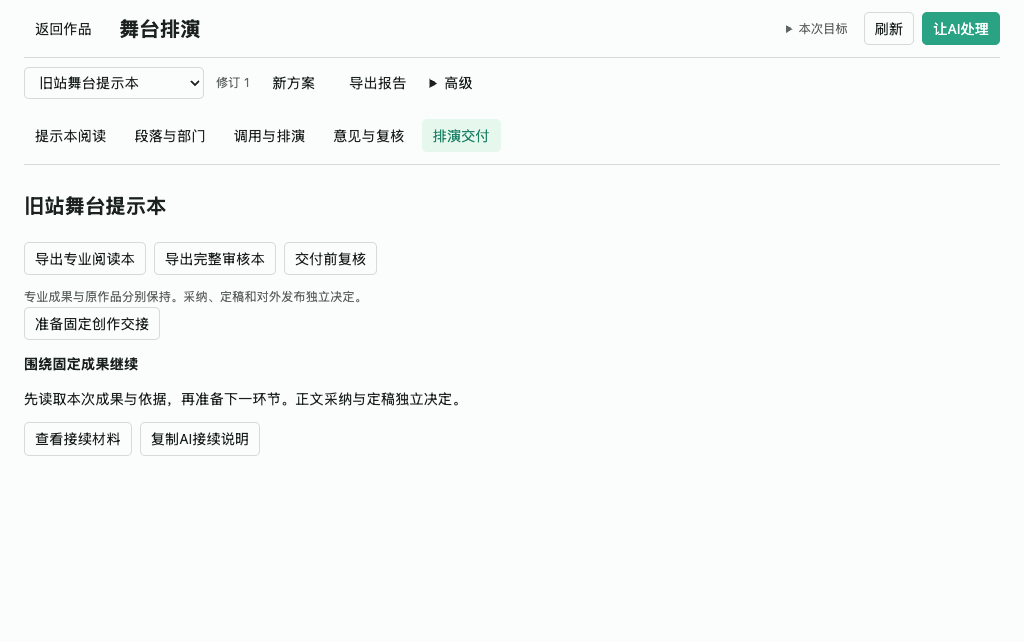 返回作品 舞台排演 ▶ 本次目标 刷新 让AI处理
旧站舞台提示本 修订 1 新方案 导出报告 ▶ 高级
提示本阅读 段落与部门 调用与排演 意见与复核 排演交付
旧站舞台提示本
导出专业阅读本 导出完整审核本 交付前复核
专业成果与原作品分别保持。采纳、定稿和对外发布独立决定。
准备固定创作交接
围绕固定成果继续
先读取本次成果与依据，再准备下一环节。正文采纳与定稿独立决定。
查看接续材料 复制AI接续说明